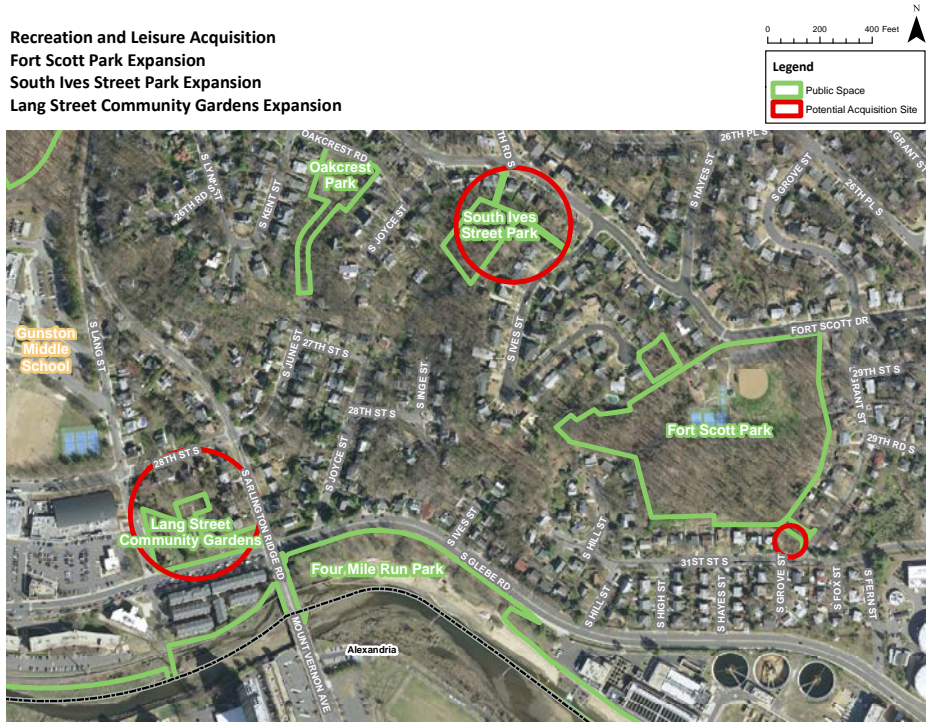 N
Recreation and Leisure Acquisition
Fort Scott Park Expansion
South Ives Street Park Expansion
Lang Street Community Gardens Expansion
0 200 400 Feet
Legend
Public Space
Potential Acquisition Site
OAKCREST RD
26TH PL S
S GROVE ST
S LYNN ST
S HAYES ST
Oakcrest
Park
26TH RD S
S KENT ST
26TH PL S
S JOYCE ST
South Ives
Street Park
Gunston
Middle
School
S LANG ST
S JUNE ST
27TH ST S
S IVES ST
FORT SCOTT DR
S INGE ST
29TH ST S
28TH ST S
Fort Scott Park
29TH RD S
28TH ST S
S JOYCE ST
S ARLINGTON RIDGE RD
Lang Street
Community Gardens
S IVES ST
S HILL ST
S GLEBE RD
31ST ST S
S GROVE ST
Four Mile Run Park
S HILL ST
S HIGH ST
S HAYES ST
S FOX ST
S FERN ST
MOUNT VERNON AVE
Alexandria